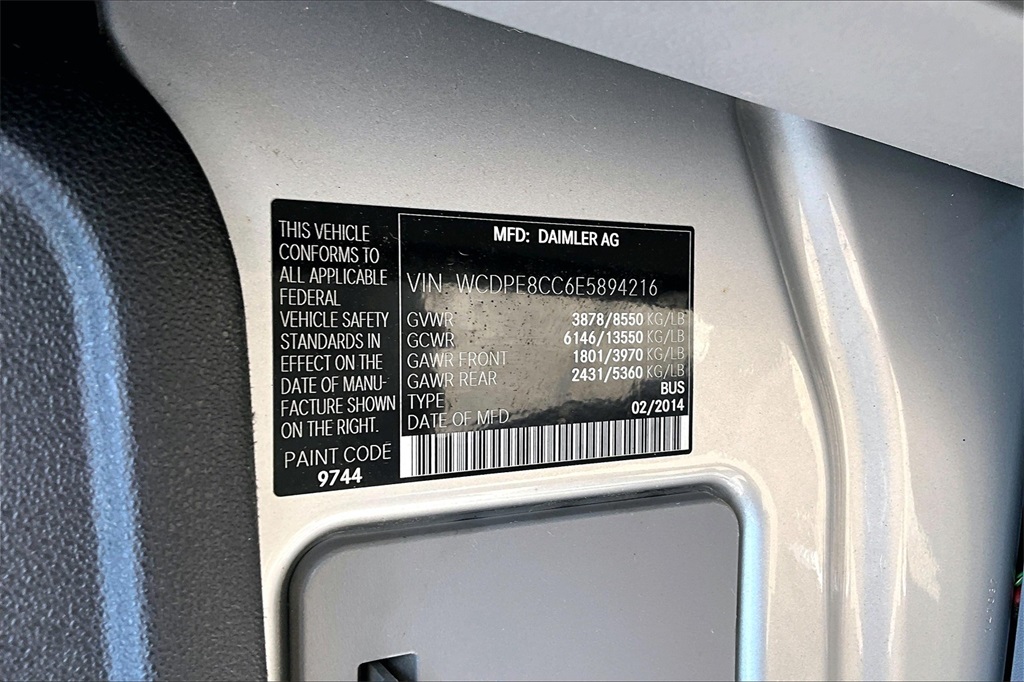 THIS VEHICLE
CONFORMS TO
ALL APPLICABLE
FEDERAL
VEHICLE SAFETY
STANDARDS IN
EFFECT ON THE
DATE OF MANU-
FACTURE SHOWN
ON THE RIGHT.
PAINT CODE
9744
MFD: DAIMLER AG
VIN WCDPE8CC6E5894216
GVWR 3878/8550 KG/LB
GCWR 6146/13550 KG/LB
GAWR FRONT 1801/3970 KG/LB
GAWR REAR 2431/5360 KG/LB
TYPE BUS
DATE OF MFD 02/2014